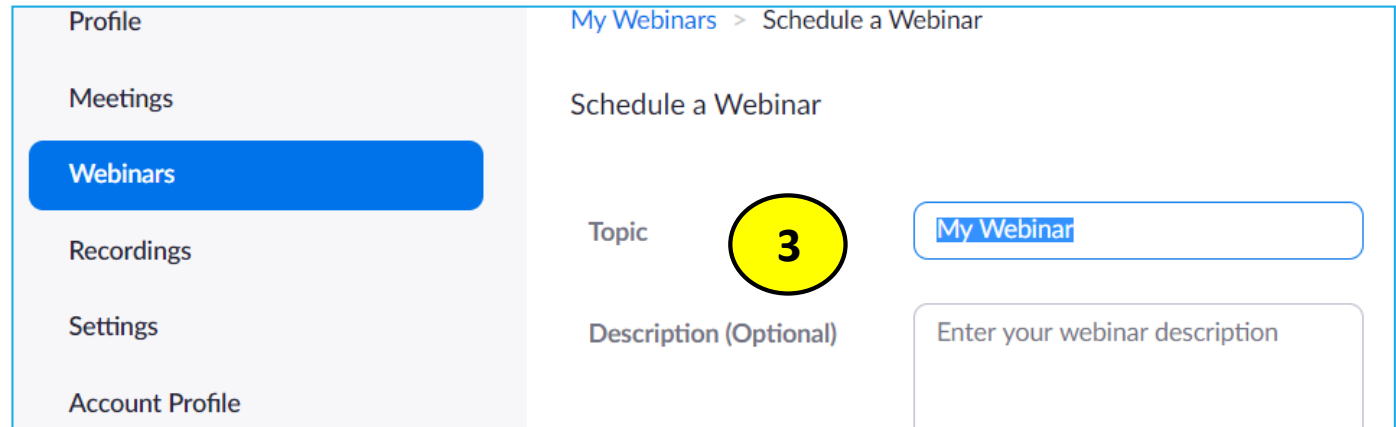 Profile
Meetings
Webinars
Recordings
Settings
Account Profile
My Webinars > Schedule a Webinar
Schedule a Webinar
Topic
3
My Webinar
Description (Optional)
Enter your webinar description